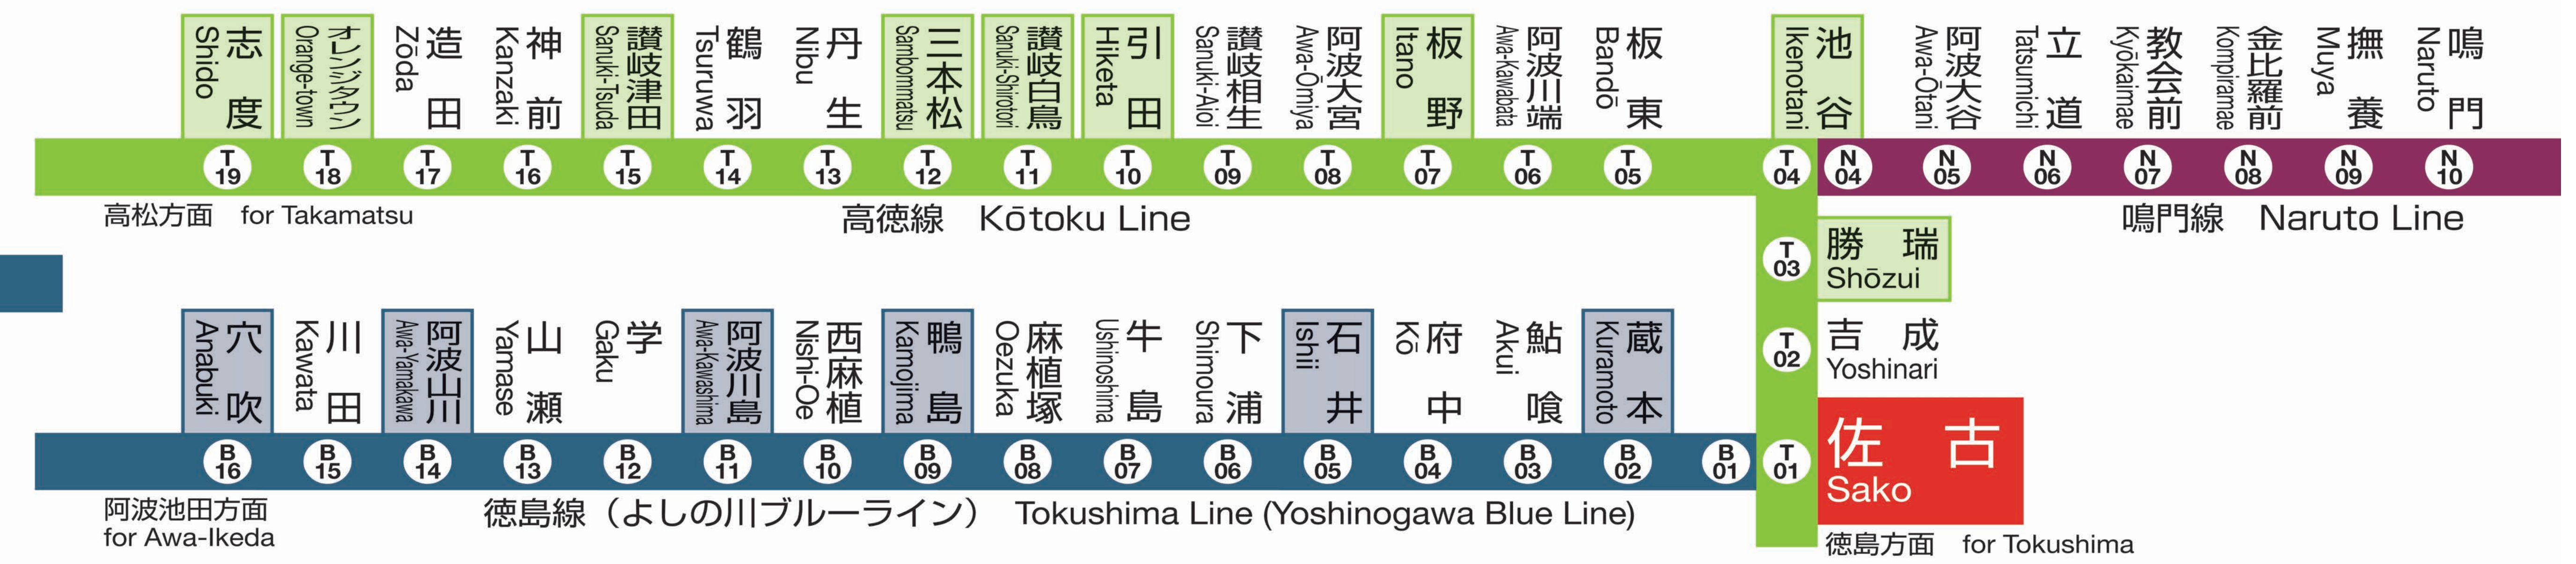 志度 Shido
オレンジタウン Orange-town
造田 Zōda
神前 Kanzaki
讃岐津田 Sanuki-Tsuda
鶴羽 Tsuruwa
丹生 Nibu
三本松 Sambommatsu
讃岐白鳥 Sanuki-Shirotori
引田 Hiketa
讃岐相生 Sanuki-Aioi
阿波大宮 Awa-Ōmiya
板野 Itano
阿波川端 Awa-Kawabata
板東 Bandō
池谷 Ikenotani
阿波大谷 Awa-Ōtani
立道 Tatsumichi
教会前 Kyōkaimae
金比羅前 Kompiramae
撫養 Muya
鳴門 Naruto
T19 T18 T17 T16 T15 T14 T13 T12 T11 T10 T09 T08 T07 T06 T05 T04 N04 N05 N06 N07 N08 N09 N10
高松方面 for Takamatsu
高徳線 Kōtoku Line
鳴門線 Naruto Line
T03 勝瑞
Shōzui
T02 吉成
Yoshinari
穴吹 Anabuki
川田 Kawata
阿波山川 Awa-Yamakawa
山瀬 Yamase
学 Gaku
阿波川島 Awa-Kawashima
西麻植 Nishi-Oe
鴨島 Kamojima
麻植塚 Oezuka
牛島 Ushinoshima
下浦 Shimoura
石井 Ishii
府中 Kō
鮎喰 Akui
蔵本 Kuramoto
B16 B15 B14 B13 B12 B11 B10 B09 B08 B07 B06 B05 B04 B03 B02 B01 T01
佐古
Sako
阿波池田方面
for Awa-Ikeda
徳島線（よしの川ブルーライン） Tokushima Line (Yoshinogawa Blue Line)
徳島方面 for Tokushima